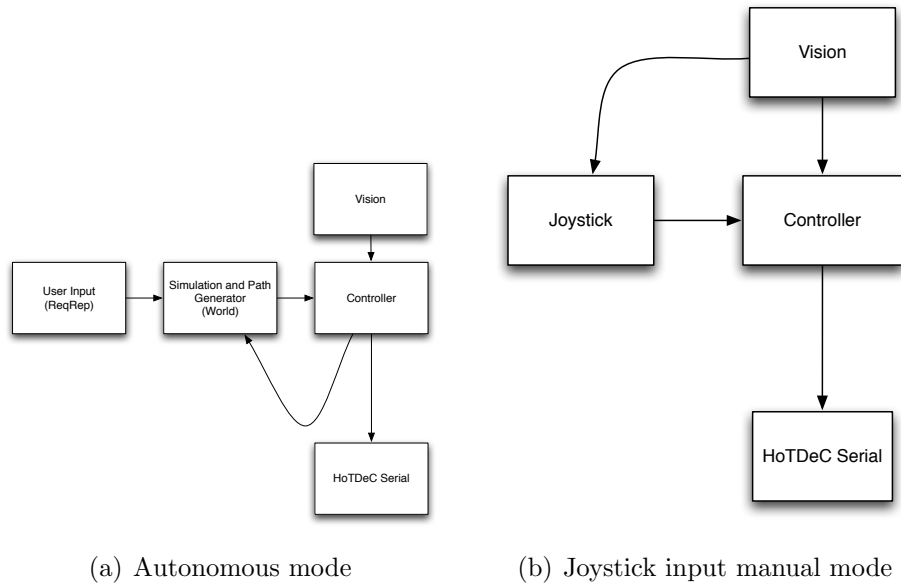 Vision
User Input
(ReqRep)
Simulation and Path
Generator
(World)
Controller
HoTDeC Serial
(a) Autonomous mode
Vision
Joystick
Controller
HoTDeC Serial
(b) Joystick input manual mode